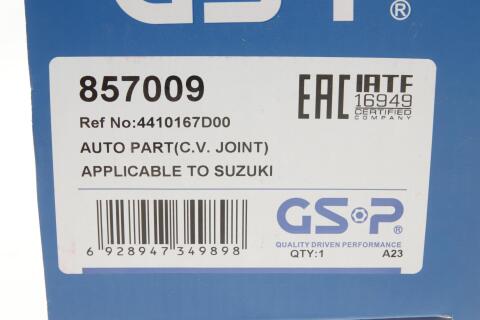 GSP®
857009
Ref No:4410167D00
AUTO PART(C.V. JOINT)
APPLICABLE TO SUZUKI
EAC
IATF
16949
CERTIFIED
COMPANY
6 928947 349898
GSP®
QUALITY DRIVEN PERFORMANCE
QTY:1 A23